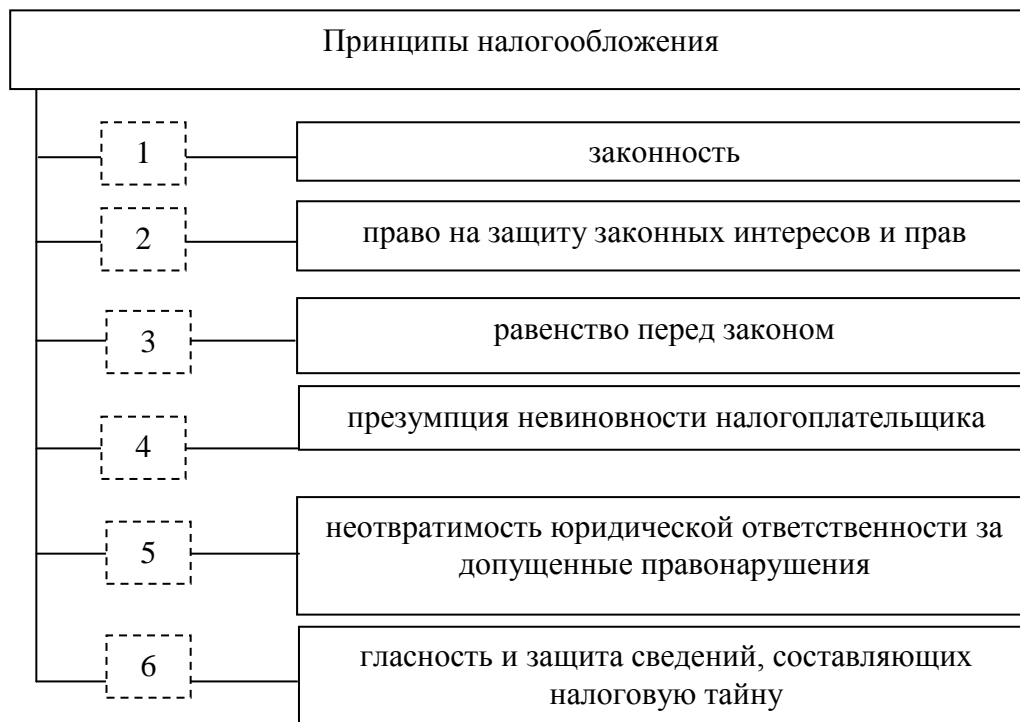 Принципы налогообложения
1
законность
2
право на защиту законных интересов и прав
3
равенство перед законом
4
презумпция невиновности налогоплательщика
5
неотвратимость юридической ответственности за
допущенные правонарушения
6
гласность и защита сведений, составляющих
налоговую тайну